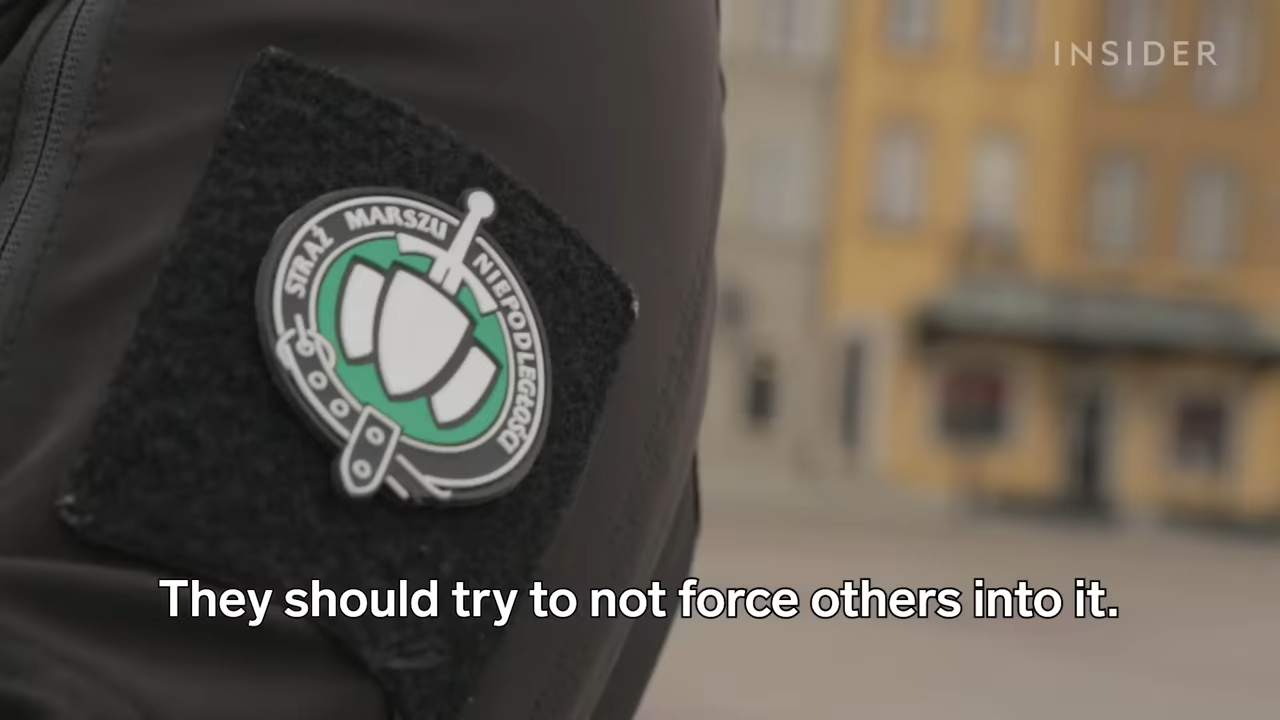 INSIDER
STRAŻ MARSZU NIEPODLEGŁOŚCI
They should try to not force others into it.